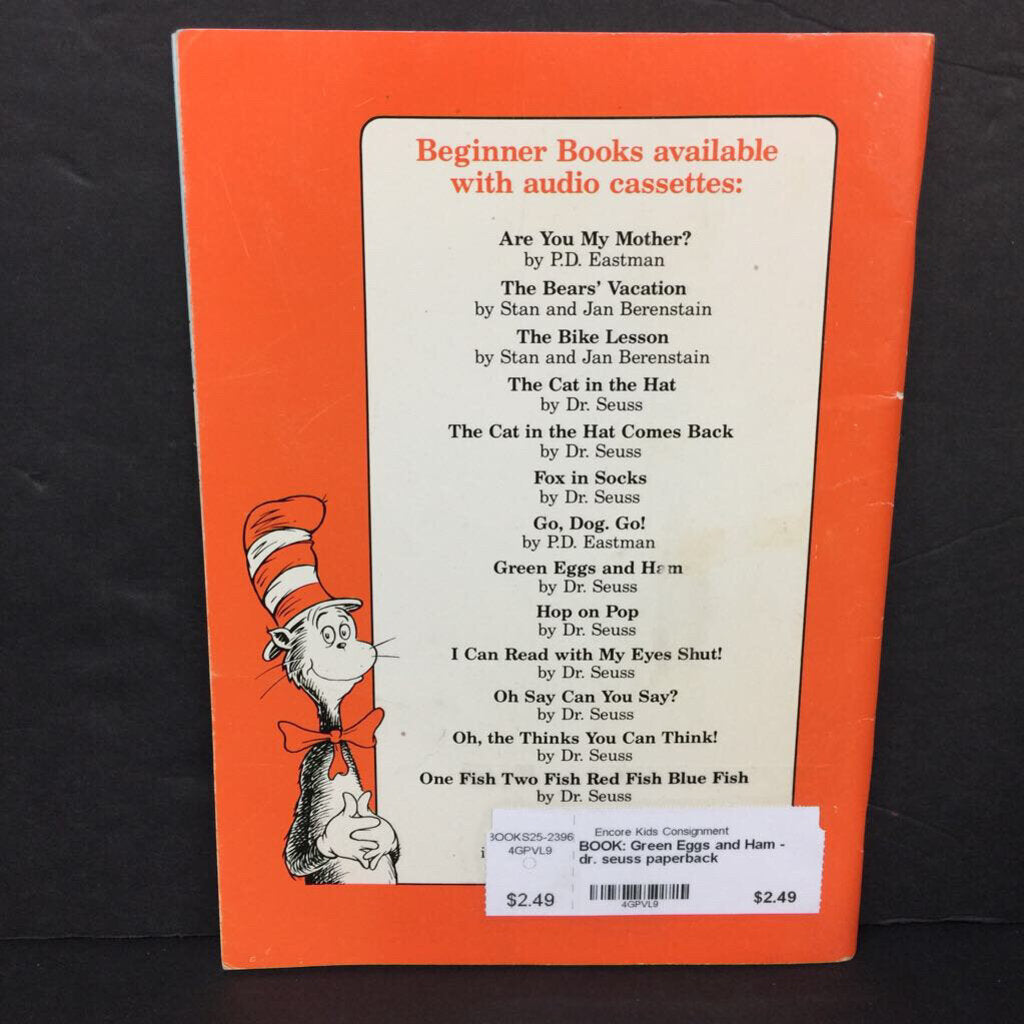 Beginner Books available
with audio cassettes:
Are You My Mother?
by P.D. Eastman
The Bears' Vacation
by Stan and Jan Berenstain
The Bike Lesson
by Stan and Jan Berenstain
The Cat in the Hat
by Dr. Seuss
The Cat in the Hat Comes Back
by Dr. Seuss
Fox in Socks
by Dr. Seuss
Go, Dog. Go!
by P.D. Eastman
Green Eggs and Ham
by Dr. Seuss
Hop on Pop
by Dr. Seuss
I Can Read with My Eyes Shut!
by Dr. Seuss
Oh Say Can You Say?
by Dr. Seuss
Oh, the Thinks You Can Think!
by Dr. Seuss
One Fish Two Fish Red Fish Blue Fish
by Dr. Seuss
BOOKS25-2396
4GPVL9
$2.49
Encore Kids Consignment
BOOK: Green Eggs and Ham -
dr. seuss paperback
4GPVL9
$2.49